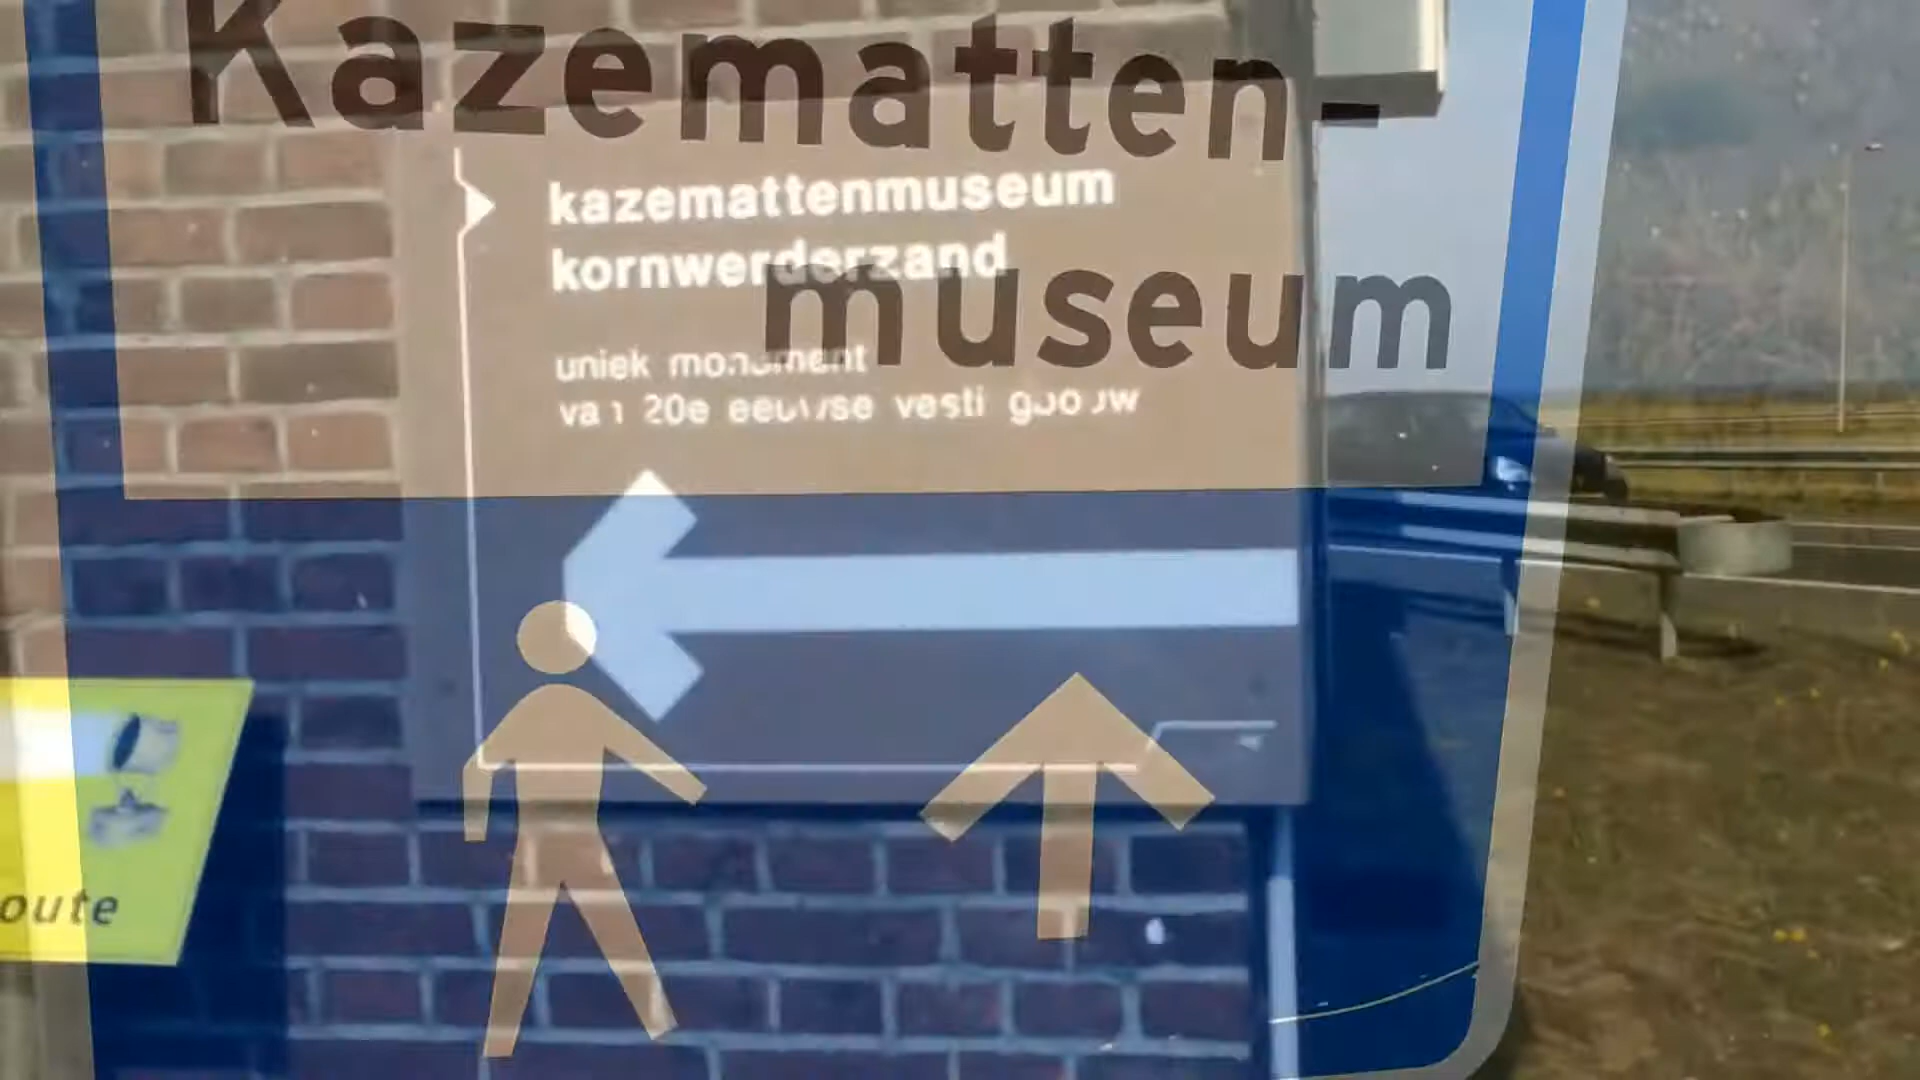 Kazematten-
museum
kazemattenmuseum
kornwerderzand
uniek monument
van 20e eeuwse vestingbouw
oute